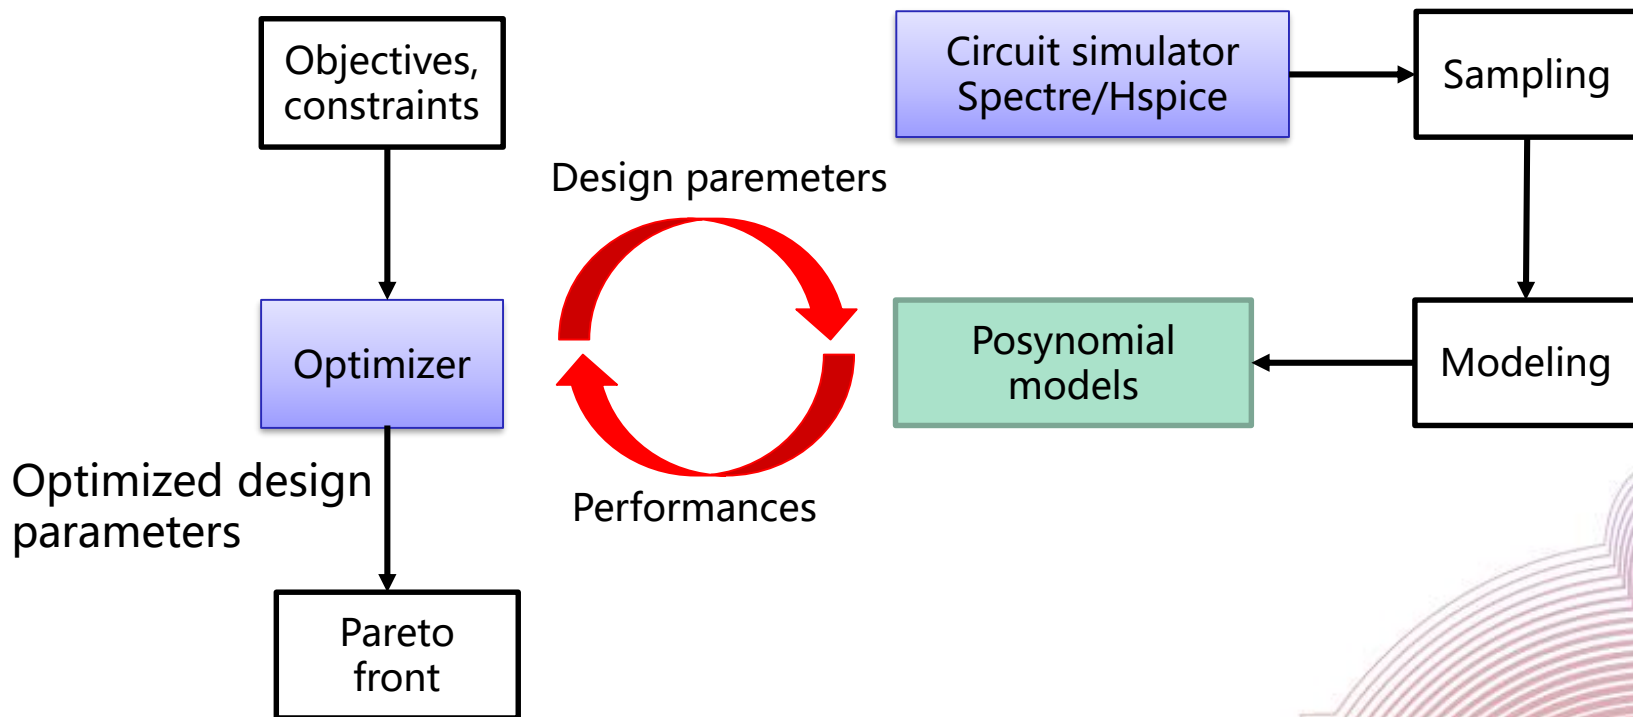 Objectives,
constraints
Circuit simulator
Spectre/Hspice
Sampling
Design paremeters
Optimizer
Posynomial
models
Modeling
Optimized design
parameters
Performances
Pareto
front